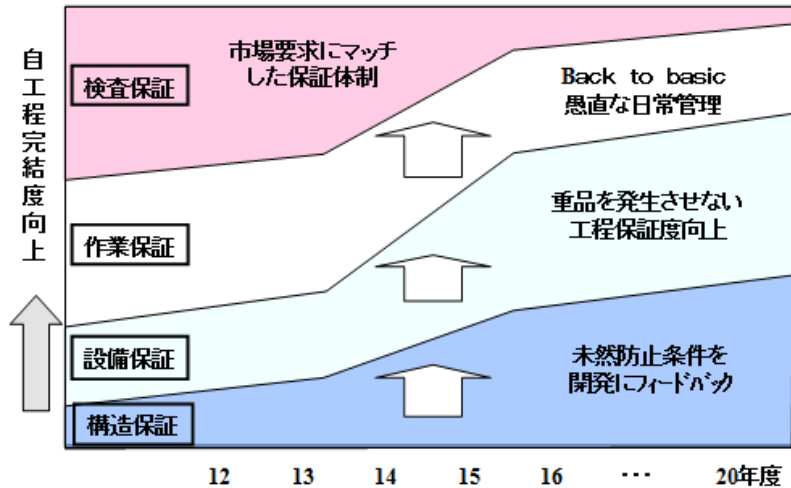 自工程完結度向上
検査保証
市場要求にマッチ
した保証体制
Back to basic
愚直な日常管理
作業保証
重品を発生させない
工程保証度向上
設備保証
未然防止条件を
開発にフィードバック
構造保証
12 13 14 15 16 ・・・ 20年度